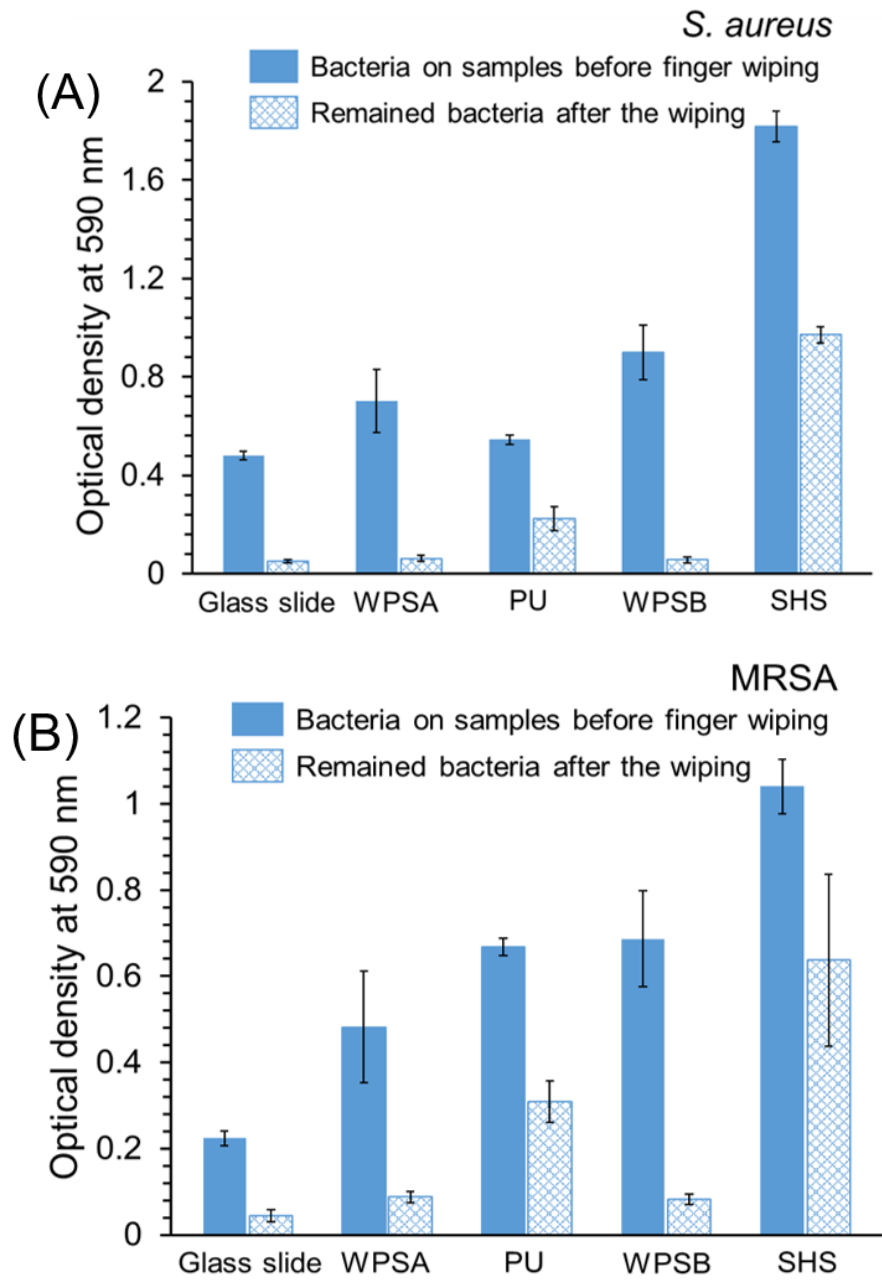 S. aureus
(A)
Bacteria on samples before finger wiping
Remained bacteria after the wiping
Optical density at 590 nm
2
1.6
1.2
0.8
0.4
0
Glass slide WPSA PU WPSB SHS
MRSA
(B)
Bacteria on samples before finger wiping
Remained bacteria after the wiping
Optical density at 590 nm
1.2
1
0.8
0.6
0.4
0.2
0
Glass slide WPSA PU WPSB SHS